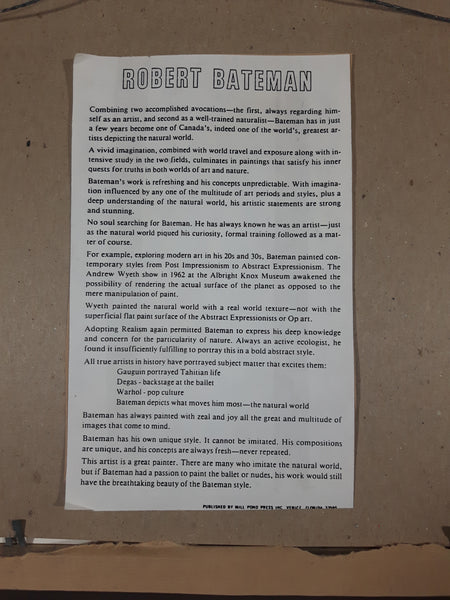 ROBERT BATEMAN
Combining two accomplished avocations—the first, always regarding him-
self as an artist, and second as a well-trained naturalist—Bateman has in just
a few years become one of Canada's, indeed one of the world's, greatest ar-
tists depicting the natural world.
A vivid imagination, combined with world travel and exposure along with in-
tensive study in the two fields, culminates in paintings that satisfy his inner
quests for truths in both worlds of art and nature.
Bateman's work is refreshing and his concepts unpredictable. With imagina-
tion influenced by any one of the multitude of art periods and styles, plus a
deep understanding of the natural world, his artistic statements are strong
and stunning.
No soul searching for Bateman. He has always known he was an artist—just
as the natural world piqued his curiosity, formal training followed as a mat-
ter of course.
For example, exploring modern art in his 20s and 30s, Bateman painted con-
temporary styles from Post Impressionism to Abstract Expressionism. The
Andrew Wyeth show in 1962 at the Albright Knox Museum awakened the
possibility of rendering the actual surface of the planet as opposed to the
mere manipulation of paint.
Wyeth painted the natural world with a real world texture—not with the
superficial flat paint surface of the Abstract Expressionists or Op art.
Adopting Realism again permitted Bateman to express his deep knowledge
and concern for the particularity of nature. Always an active ecologist, he
found it insufficiently fulfilling to portray this in a bold abstract style.
All true artists in history have portrayed subject matter that excites them:
Gauguin portrayed Tahitian life
Degas - backstage at the ballet
Warhol - pop culture
Bateman depicts what moves him most—the natural world
Bateman has always painted with zeal and joy all the great and multitude of
images that come to mind.
Bateman has his own unique style. It cannot be imitated. His compositions
are unique, and his concepts are always fresh—never repeated.
This artist is a great painter. There are many who imitate the natural world,
but if Bateman had a passion to paint the ballet or nudes, his work would still
have the breathtaking beauty of the Bateman style.
PUBLISHED BY MILL POND PRESS INC. VENICE, FLORIDA